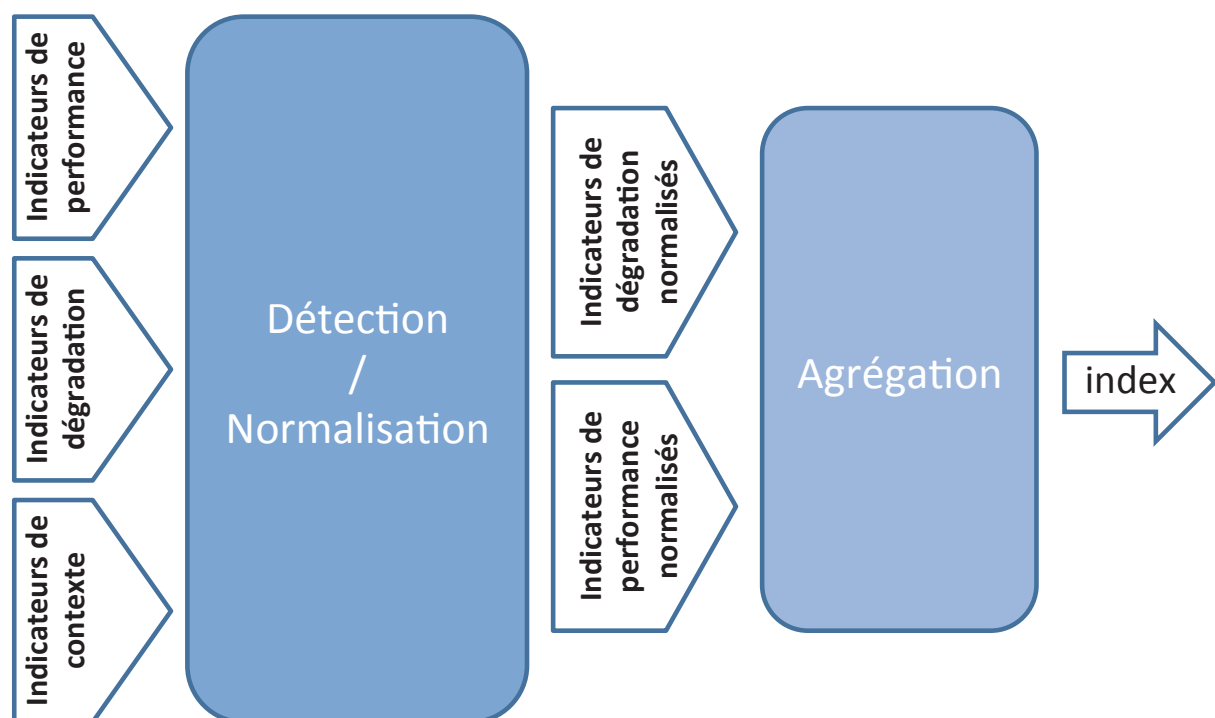 Indicateurs de
performance
Indicateurs de
dégradation
Indicateurs de
contexte
Détection
/
Normalisation
Indicateurs de
dégradation
normalisés
Indicateurs de
performance
normalisés
Agrégation
index